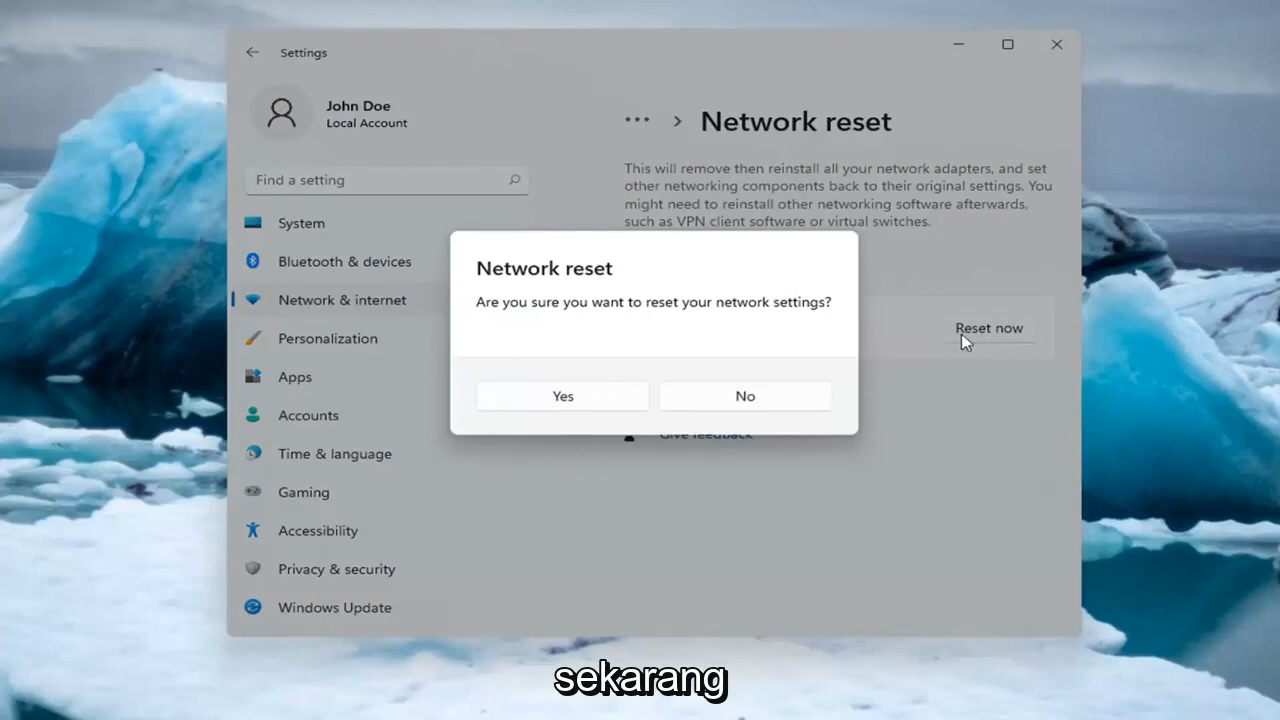 Settings
John Doe
Local Account
Find a setting
System
Bluetooth & devices
Network & internet
Personalization
Apps
Accounts
Time & language
Gaming
Accessibility
Privacy & security
Windows Update
Network reset
This will remove then reinstall all your network adapters, and set
other networking components back to their original settings. You
might need to reinstall other networking software afterwards,
such as VPN client software or virtual switches.
Reset now
Give feedback
Network reset
Are you sure you want to reset your network settings?
Yes
No
sekarang